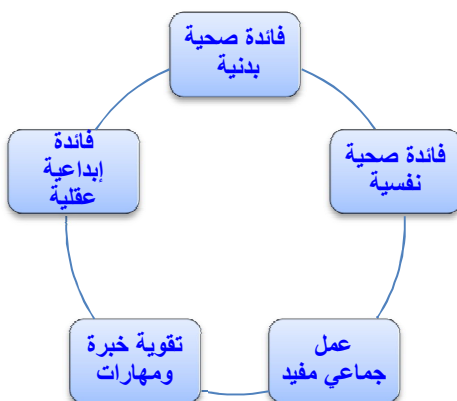 فائدة صحية
بدنية
فائدة صحية
نفسية
عمل
جماعي مفيد
تقوية خبرة
ومهارات
فائدة
إبداعية
عقلية